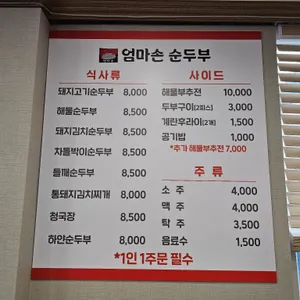 엄마손 순두부
식사류
돼지고기순두부 8,000
해물순두부 8,500
돼지김치순두부 8,500
차돌박이순두부 8,500
들깨순두부 8,500
통돼지김치찌개 8,000
청국장 8,500
하얀순두부 8,000
사이드
해물부추전 10,000
두부구이(2피스) 3,000
계란후라이(2개) 1,500
공기밥 1,000
*추가 해물부추전 7,000
주류
소주 4,000
맥주 4,000
탁주 3,500
음료수 1,500
*1인 1주문 필수